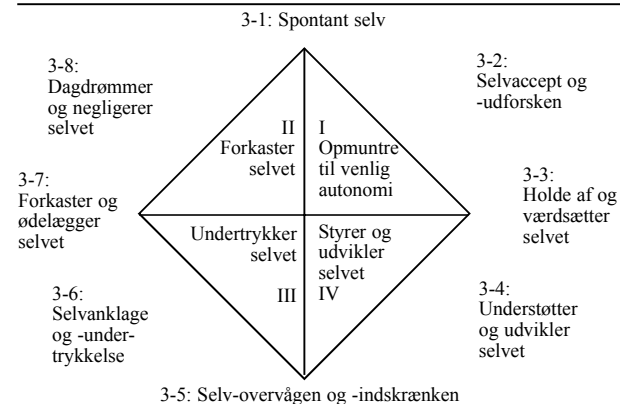 3-1: Spontant selv
3-8:
Dagdrømmer
og negligerer
selvet
3-2:
Selvaccept og
-udforsken
II
Forkaster
selvet
I
Opmuntre
til venlig
autonomi
3-7:
Forkaster og
ødelægger
selvet
3-3:
Holde af og
værdsætter
selvet
Undertrykker
selvet
III
Styrer og
udvikler
selvet
IV
3-6:
Selvanklage
og -under-
trykkelse
3-4:
Understøtter
og udvikler
selvet
3-5: Selv-overvågen og -indskrænken